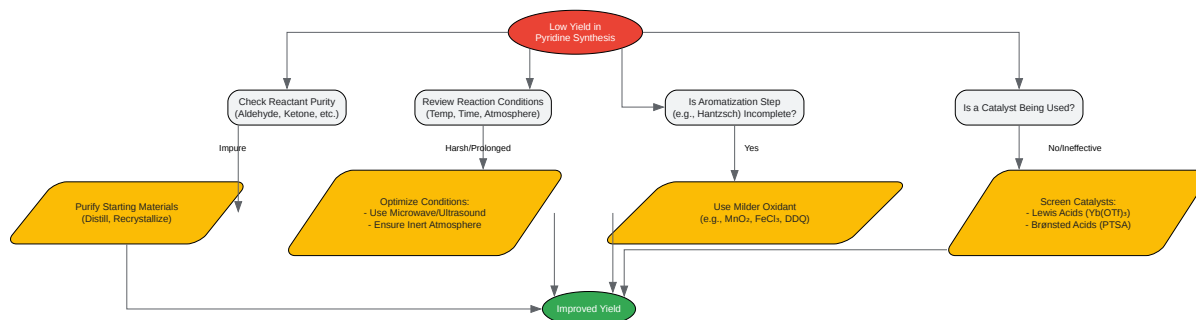 Low Yield in
Pyridine Synthesis
Check Reactant Purity
(Aldehyde, Ketone, etc.)
Review Reaction Conditions
(Temp, Time, Atmosphere)
Is Aromatization Step
(e.g., Hantzsch) Incomplete?
Is a Catalyst Being Used?
Impure
Harsh/Prolonged
Yes
No/Ineffective
Purify Starting Materials
(Distill, Recrystallize)
Optimize Conditions:
- Use Microwave/Ultrasound
- Ensure Inert Atmosphere
Use Milder Oxidant
(e.g., MnO₂, FeCl₃, DDQ)
Screen Catalysts:
- Lewis Acids (Yb(OTf)₃)
- Brønsted Acids (PTSA)
Improved Yield